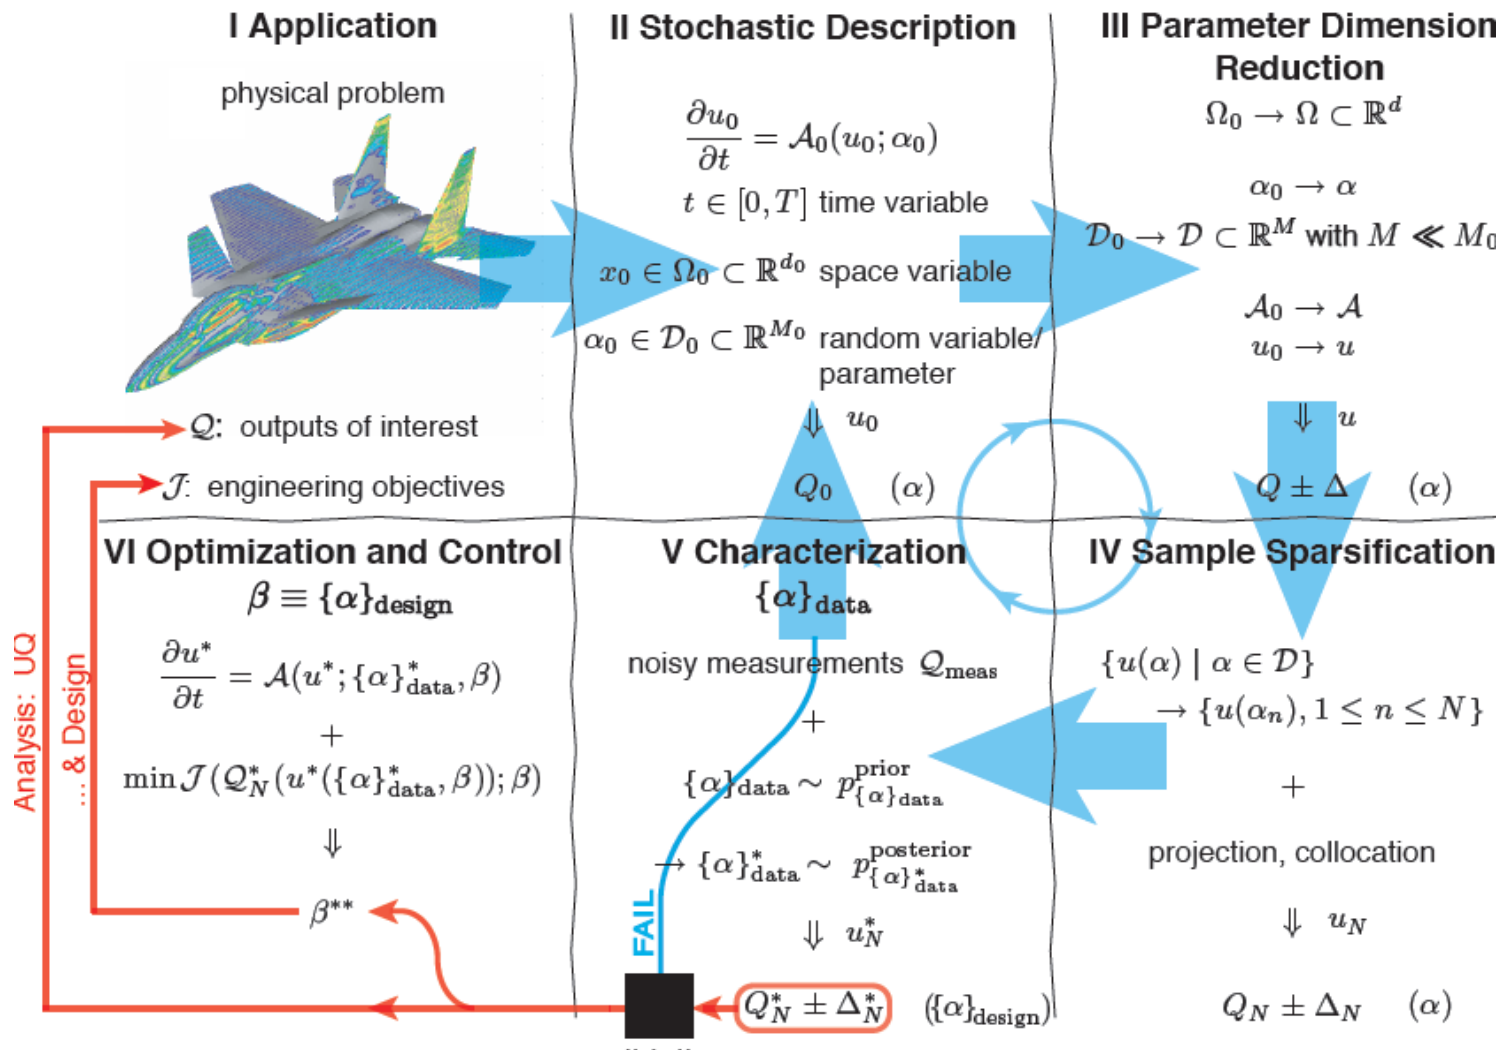 I Application
physical problem
Q: outputs of interest
J: engineering objectives
II Stochastic Description
∂u₀/∂t = A₀(u₀; α₀)
t ∈ [0, T] time variable
x₀ ∈ Ω₀ ⊂ ℝ^{d₀} space variable
α₀ ∈ D₀ ⊂ ℝ^{M₀} random variable/
parameter
⇓ u₀
Q₀ (α)
III Parameter Dimension
Reduction
Ω₀ → Ω ⊂ ℝ^d
α₀ → α
D₀ → D ⊂ ℝ^M with M ≪ M₀
A₀ → A
u₀ → u
⇓ u
Q ± Δ (α)
IV Sample Sparsification
{u(α) | α ∈ D}
→ {u(αₙ), 1 ≤ n ≤ N}
+
projection, collocation
⇓ u_N
Q_N ± Δ_N (α)
V Characterization
{α}_data
noisy measurements Q_meas
+
{α}_data ∼ p^prior_{{α}_data}
→ {α}*_data ∼ p^posterior_{{α}*_data}
⇓ u*_N
Q*_N ± Δ*_N ({α}_design)
FAIL
VI Optimization and Control
β ≡ {α}_design
∂u*/∂t = A(u*; {α}*_data, β)
+
min J(Q*_N(u*({α}*_data, β)); β)
⇓
β**
Analysis: UQ
... & Design